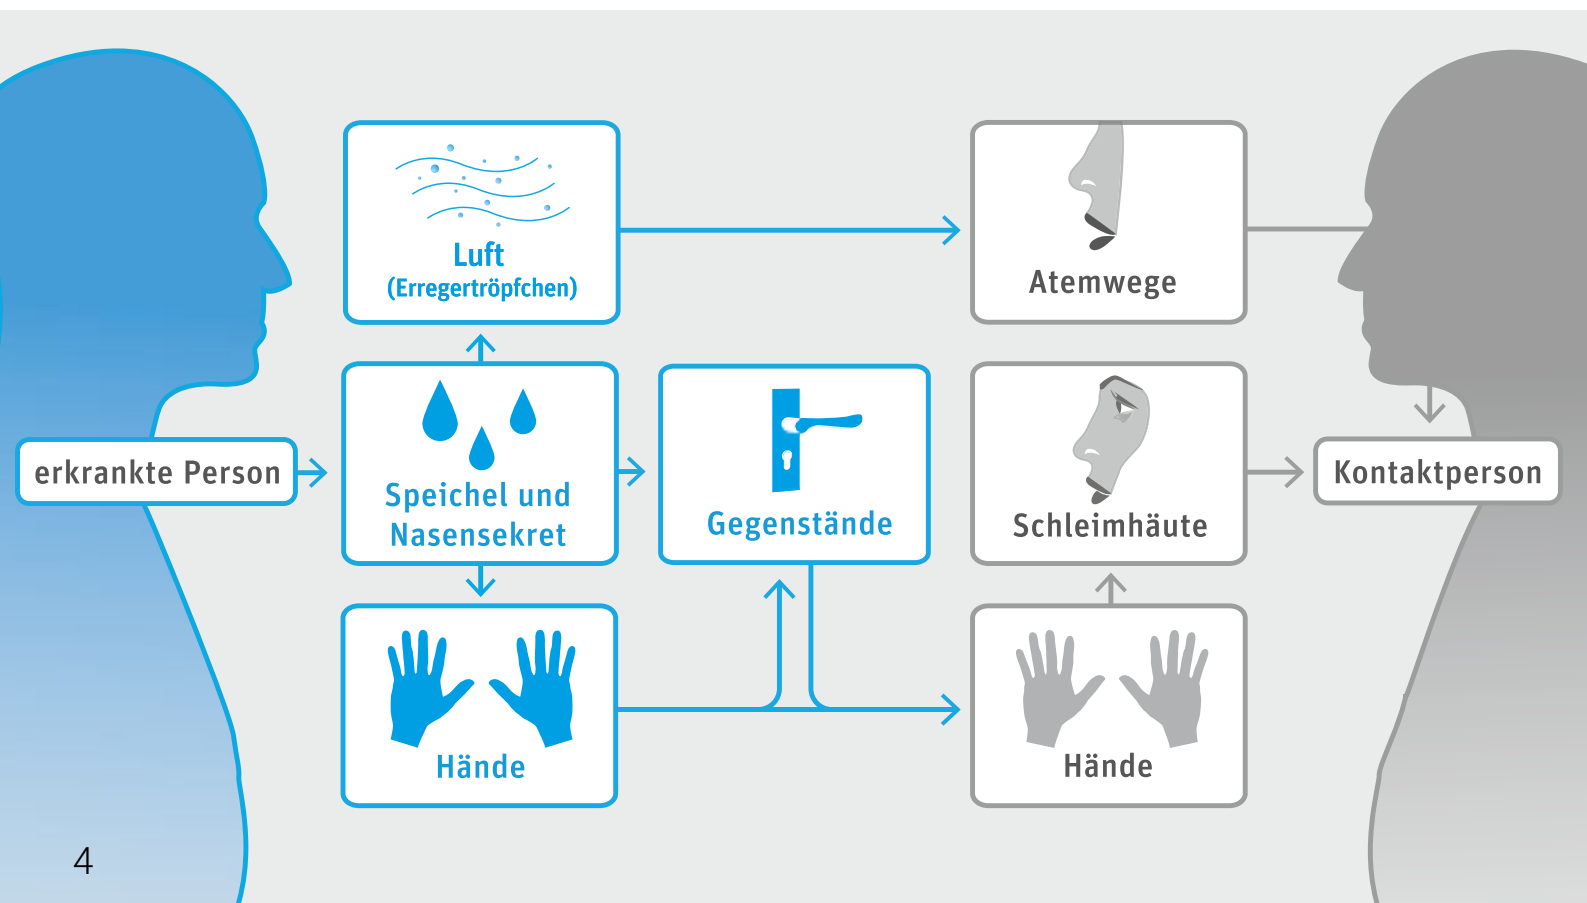 Luft
(Erregertröpfchen)
Atemwege
erkrankte Person
Speichel und
Nasensekret
Gegenstände
Schleimhäute
Kontaktperson
Hände
Hände
4